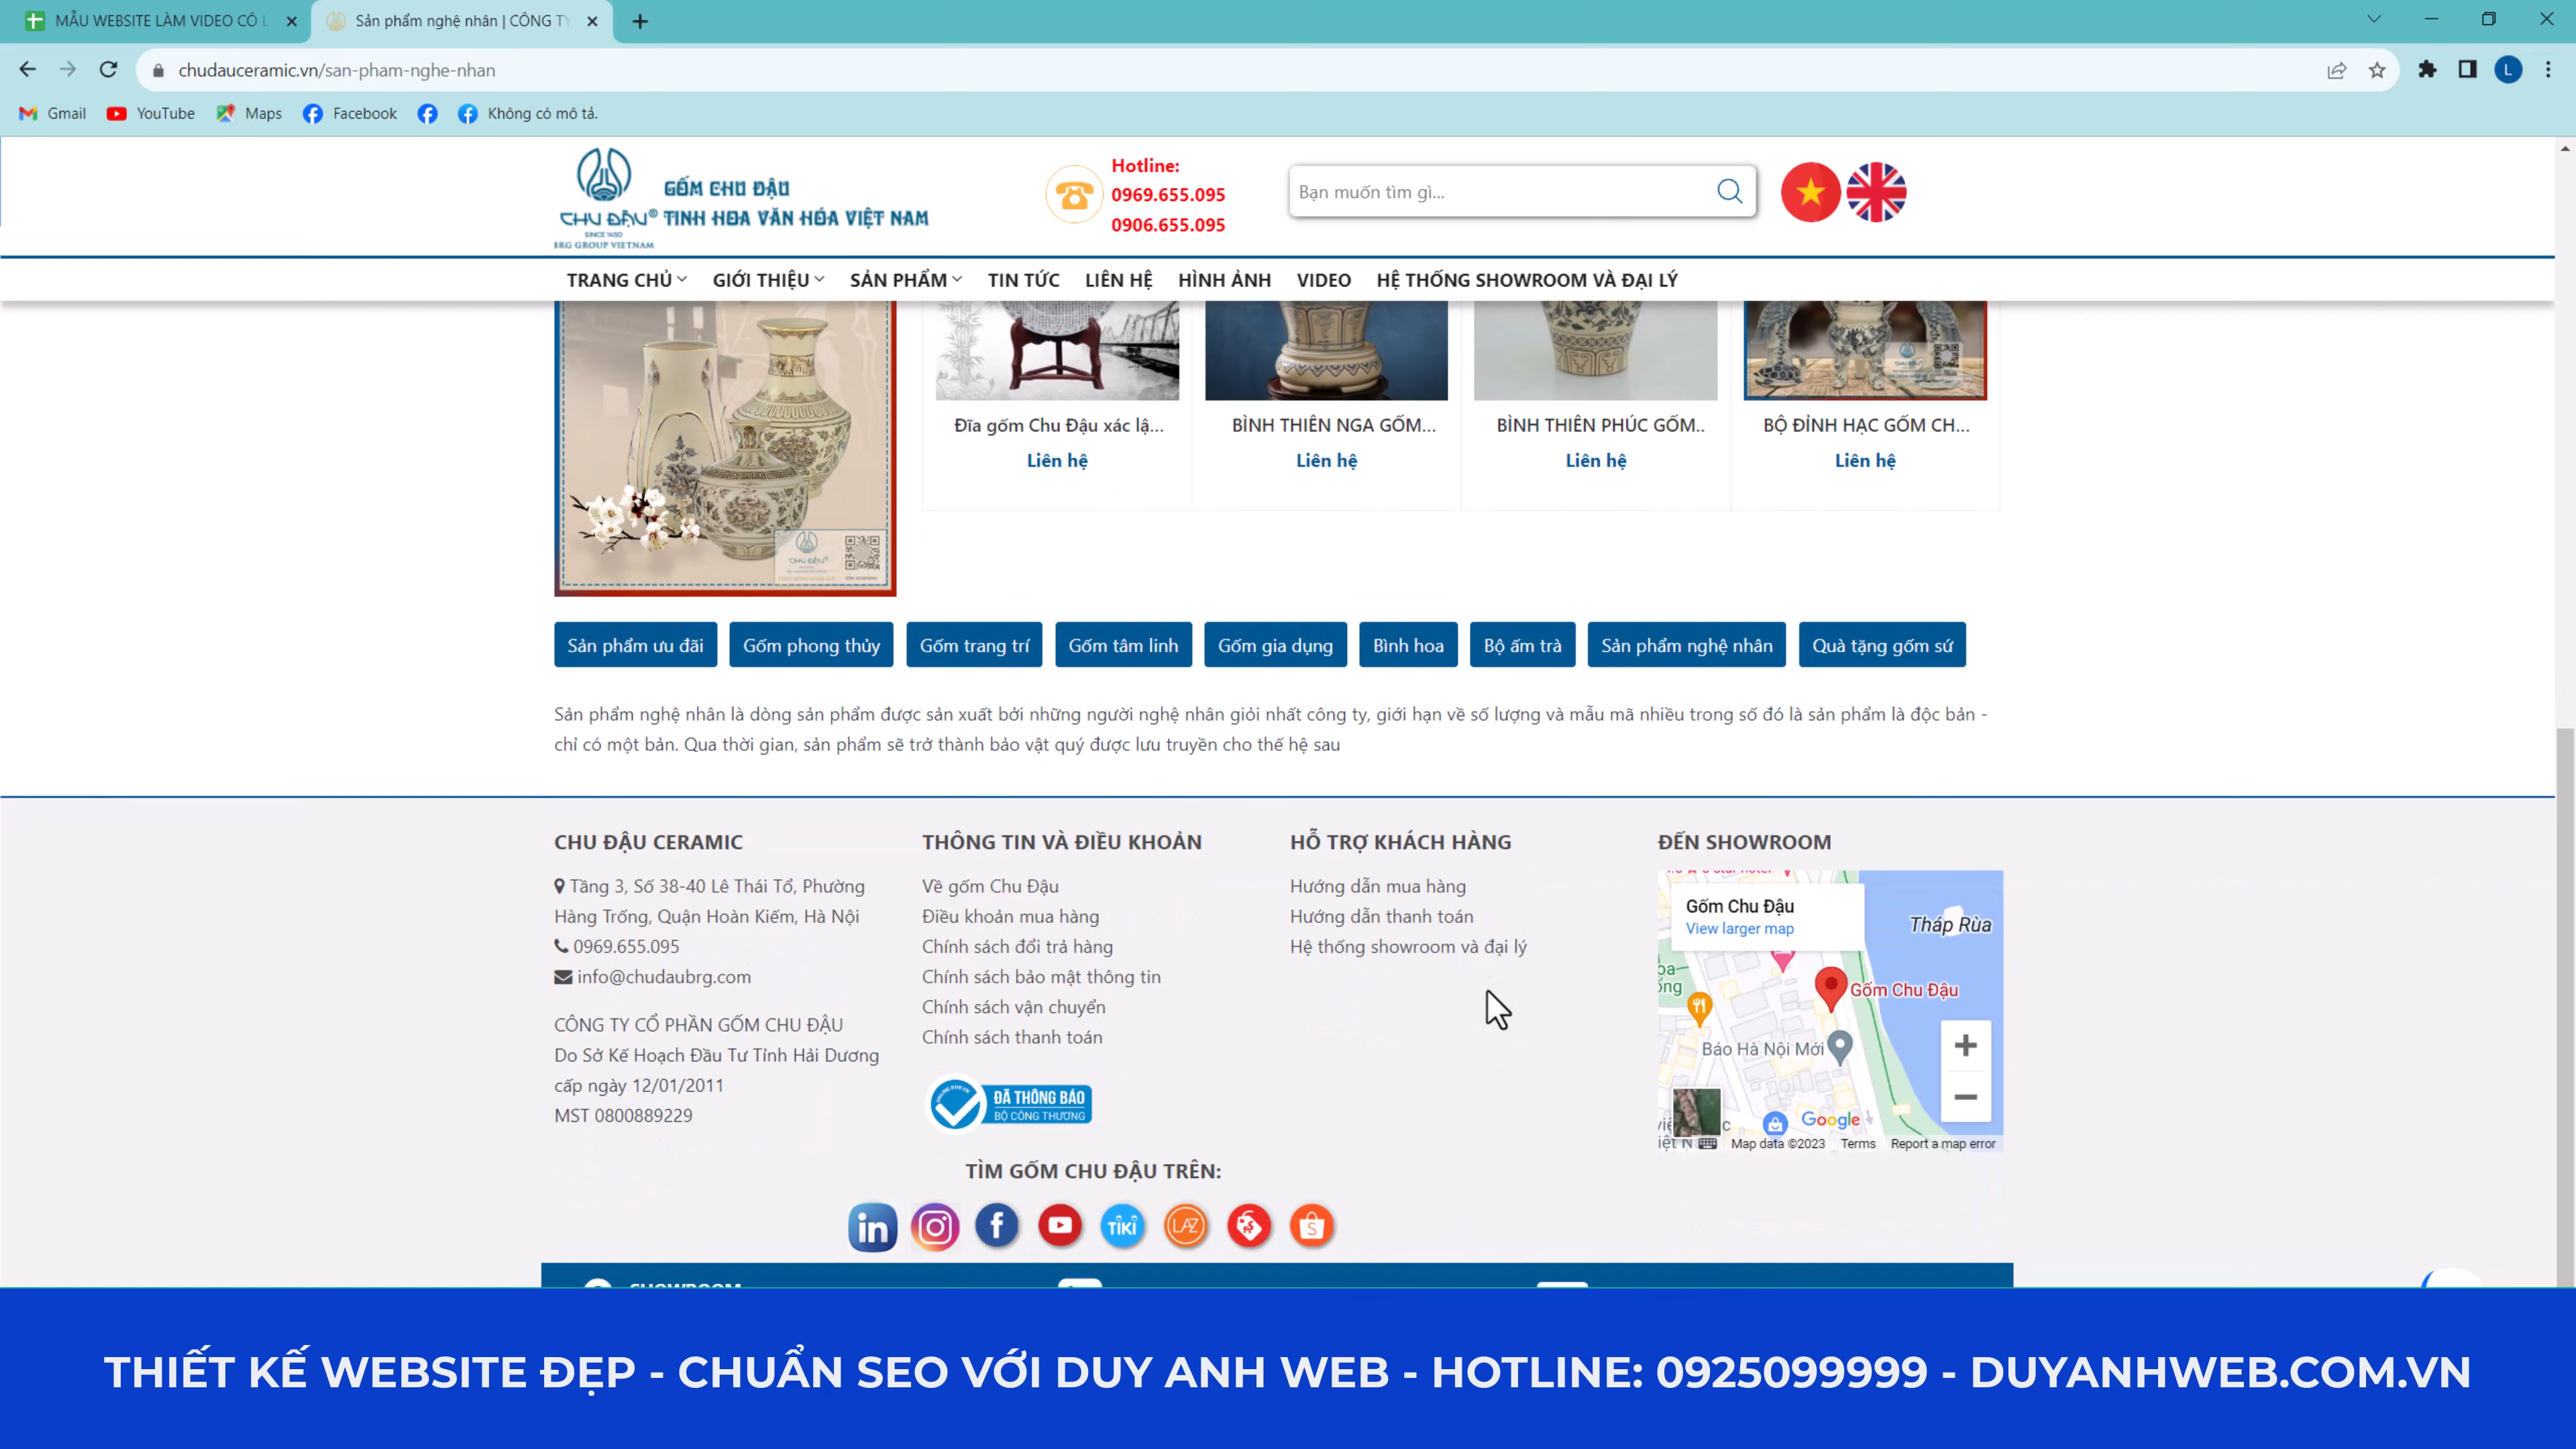 MẪU WEBSITE LÀM VIDEO CÔ L
Sản phẩm nghệ nhân | CÔNG TY
chudauceramic.vn/san-pham-nghe-nhan
L
Gmail
YouTube
Maps
Facebook
Không có mô tả.
GỐM CHU ĐẬU
CHU ĐẬU® TINH HOA VĂN HÓA VIỆT NAM
SINCE 1450
BRG GROUP VIETNAM
Hotline:
0969.655.095
0906.655.095
Bạn muốn tìm gì...
TRANG CHỦ GIỚI THIỆU SẢN PHẨM TIN TỨC LIÊN HỆ HÌNH ẢNH VIDEO HỆ THỐNG SHOWROOM VÀ ĐẠI LÝ
CHU ĐẬU®
Đĩa gốm Chu Đậu xác lậ...
Liên hệ
BÌNH THIÊN NGA GỐM...
Liên hệ
BÌNH THIÊN PHÚC GỐM..
Liên hệ
BỘ ĐỈNH HẠC GỐM CH...
Liên hệ
Sản phẩm ưu đãi Gốm phong thủy Gốm trang trí Gốm tâm linh Gốm gia dụng Bình hoa Bộ ấm trà Sản phẩm nghệ nhân Quà tặng gốm sứ
Sản phẩm nghệ nhân là dòng sản phẩm được sản xuất bởi những người nghệ nhân giỏi nhất công ty, giới hạn về số lượng và mẫu mã nhiều trong số đó là sản phẩm là độc bản -
chỉ có một bản. Qua thời gian, sản phẩm sẽ trở thành bảo vật quý được lưu truyền cho thế hệ sau
CHU ĐẬU CERAMIC
Tầng 3, Số 38-40 Lê Thái Tổ, Phường
Hàng Trống, Quận Hoàn Kiếm, Hà Nội
0969.655.095
info@chudaubrg.com
CÔNG TY CỔ PHẦN GỐM CHU ĐẬU
Do Sở Kế Hoạch Đầu Tư Tỉnh Hải Dương
cấp ngày 12/01/2011
MST 0800889229
THÔNG TIN VÀ ĐIỀU KHOẢN
Về gốm Chu Đậu
Điều khoản mua hàng
Chính sách đổi trả hàng
Chính sách bảo mật thông tin
Chính sách vận chuyển
Chính sách thanh toán
ĐÃ THÔNG BÁO
BỘ CÔNG THƯƠNG
HỖ TRỢ KHÁCH HÀNG
Hướng dẫn mua hàng
Hướng dẫn thanh toán
Hệ thống showroom và đại lý
ĐẾN SHOWROOM
Gốm Chu Đậu
View larger map
Tháp Rùa
Gốm Chu Đậu
Báo Hà Nội Mới
Google
Map data ©2023 Terms Report a map error
TÌM GỐM CHU ĐẬU TRÊN:
in
TIKI
LAZ
SHOWROOM
THIẾT KẾ WEBSITE ĐẸP - CHUẨN SEO VỚI DUY ANH WEB - HOTLINE: 0925099999 - DUYANHWEB.COM.VN